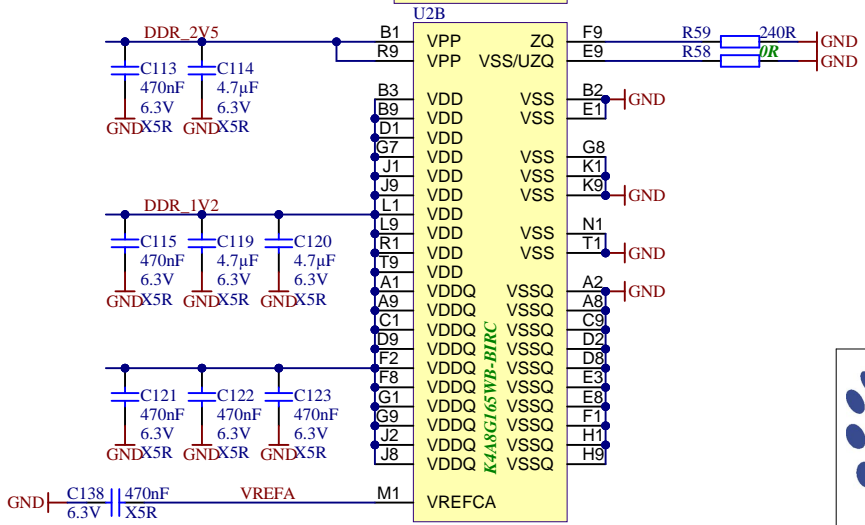 U2B
DDR_2V5 B1 VPP ZQ F9 R59 240R GND
R9 VPP VSS/UZQ E9 R58 0R GND
C113 C114
470nF 4.7µF
6.3V 6.3V
GND X5R GND X5R
B3 VDD VSS B2 GND
B9 VDD VSS E1
D1 VDD
G7 VDD VSS G8
J1 VDD VSS K1
J9 VDD VSS K9 GND
DDR_1V2 L1 VDD
L9 VDD VSS N1
R1 VDD VSS T1 GND
T9 VDD
C115 C119 C120
470nF 4.7µF 4.7µF
6.3V 6.3V 6.3V
GND X5R GND X5R GND X5R
A1 VDDQ VSSQ A2 GND
A9 VDDQ VSSQ A8
C1 VDDQ VSSQ C9
D9 VDDQ VSSQ D2
F2 VDDQ VSSQ D8
F8 VDDQ VSSQ E3
G1 VDDQ VSSQ E8
G9 VDDQ VSSQ F1
J2 VDDQ VSSQ H1
J8 VDDQ VSSQ H9
K4A8G165WB-BIRC
C121 C122 C123
470nF 470nF 470nF
6.3V 6.3V 6.3V
GND X5R GND X5R GND X5R
GND C138 470nF VREFA M1 VREFCA
6.3V X5R